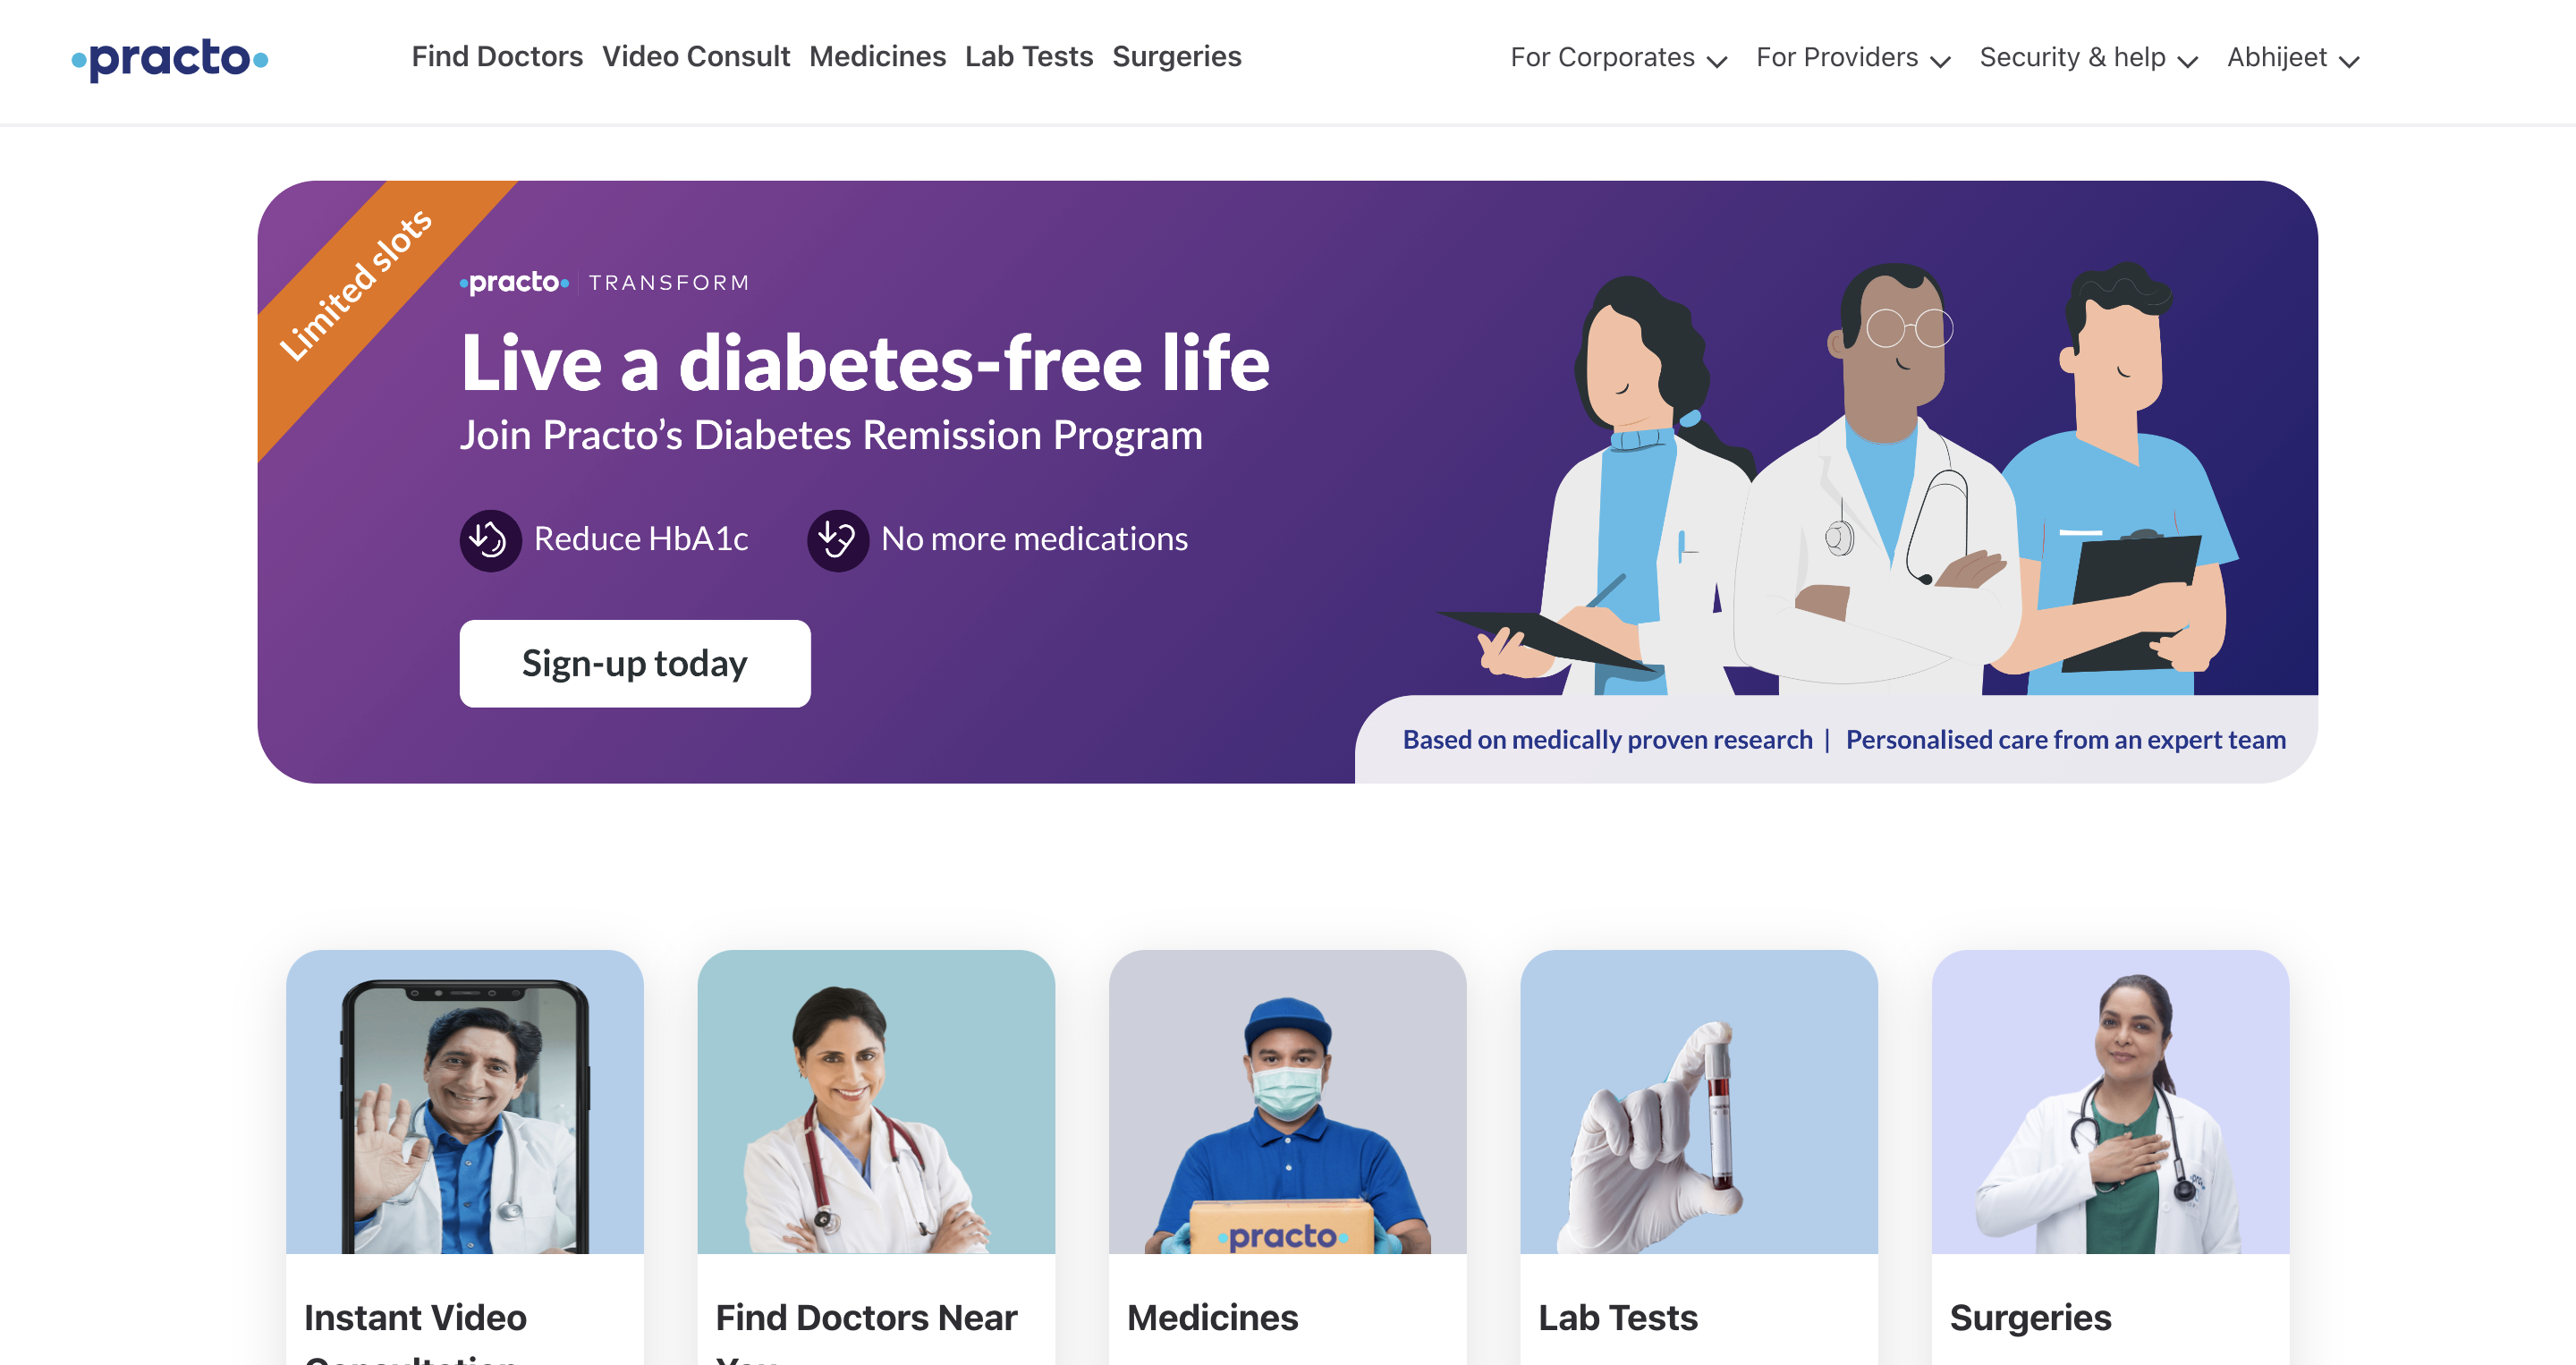 practo
Find Doctors Video Consult Medicines Lab Tests Surgeries
For Corporates For Providers Security & help Abhijeet
Limited slots
practo TRANSFORM
Live a diabetes-free life
Join Practo’s Diabetes Remission Program
Reduce HbA1c No more medications
Sign-up today
Based on medically proven research | Personalised care from an expert team
practo
Instant Video
Find Doctors Near
Medicines
Lab Tests
Surgeries